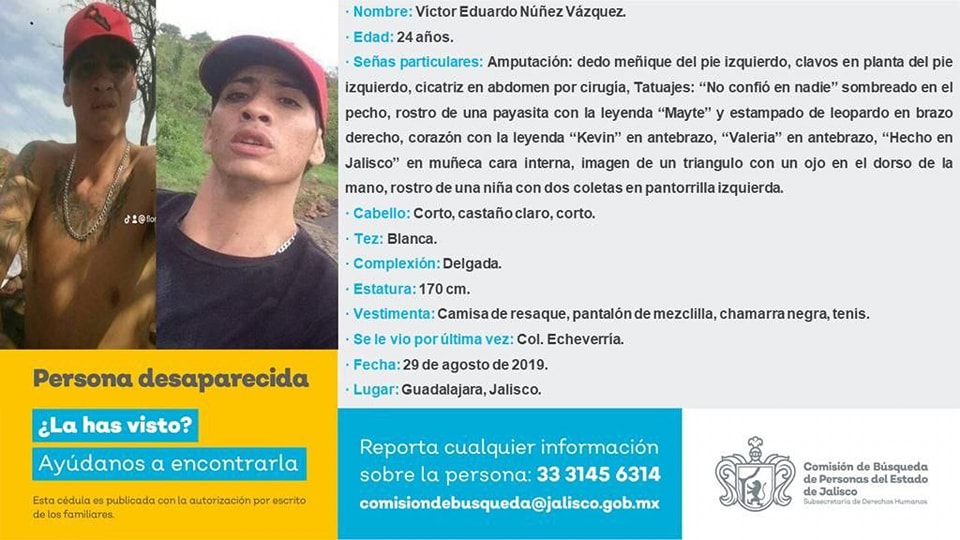 · Nombre: Víctor Eduardo Núñez Vázquez.
· Edad: 24 años.
· Señas particulares: Amputación: dedo meñique del pie izquierdo, clavos en planta del pie
izquierdo, cicatriz en abdomen por cirugía, Tatuajes: “No confió en nadie” sombreado en el
pecho, rostro de una payasita con la leyenda “Mayte” y estampado de leopardo en brazo
derecho, corazón con la leyenda “Kevin” en antebrazo, “Valeria” en antebrazo, “Hecho en
Jalisco” en muñeca cara interna, imagen de un triangulo con un ojo en el dorso de la
mano, rostro de una niña con dos coletas en pantorrilla izquierda.
· Cabello: Corto, castaño claro, corto.
· Tez: Blanca.
· Complexión: Delgada.
· Estatura: 170 cm.
· Vestimenta: Camisa de resaque, pantalón de mezclilla, chamarra negra, tenis.
· Se le vio por última vez: Col. Echeverría.
· Fecha: 29 de agosto de 2019.
· Lugar: Guadalajara, Jalisco.
@flor
Persona desaparecida
¿La has visto?
Ayúdanos a encontrarla
Esta cédula es publicada con la autorización por escrito
de los familiares.
Reporta cualquier información
sobre la persona: 33 3145 6314
comisiondebusqueda@jalisco.gob.mx
Comisión de Búsqueda
de Personas del Estado
de Jalisco
Subsecretaría de Derechos Humanos